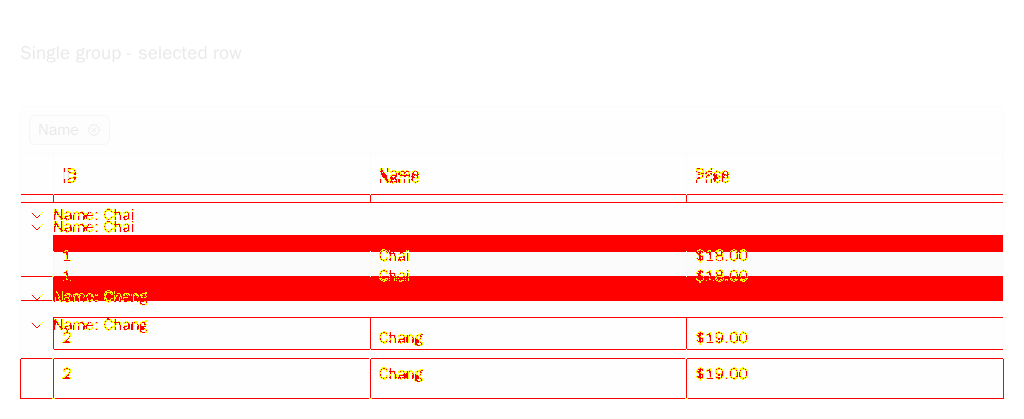 Single group - selected row
Name
ID Name Price
Name: Chai
Name: Chai
1 Chai $18.00
1 Chai $18.00
Name: Chang
Name: Chang
2 Chang $19.00
2 Chang $19.00